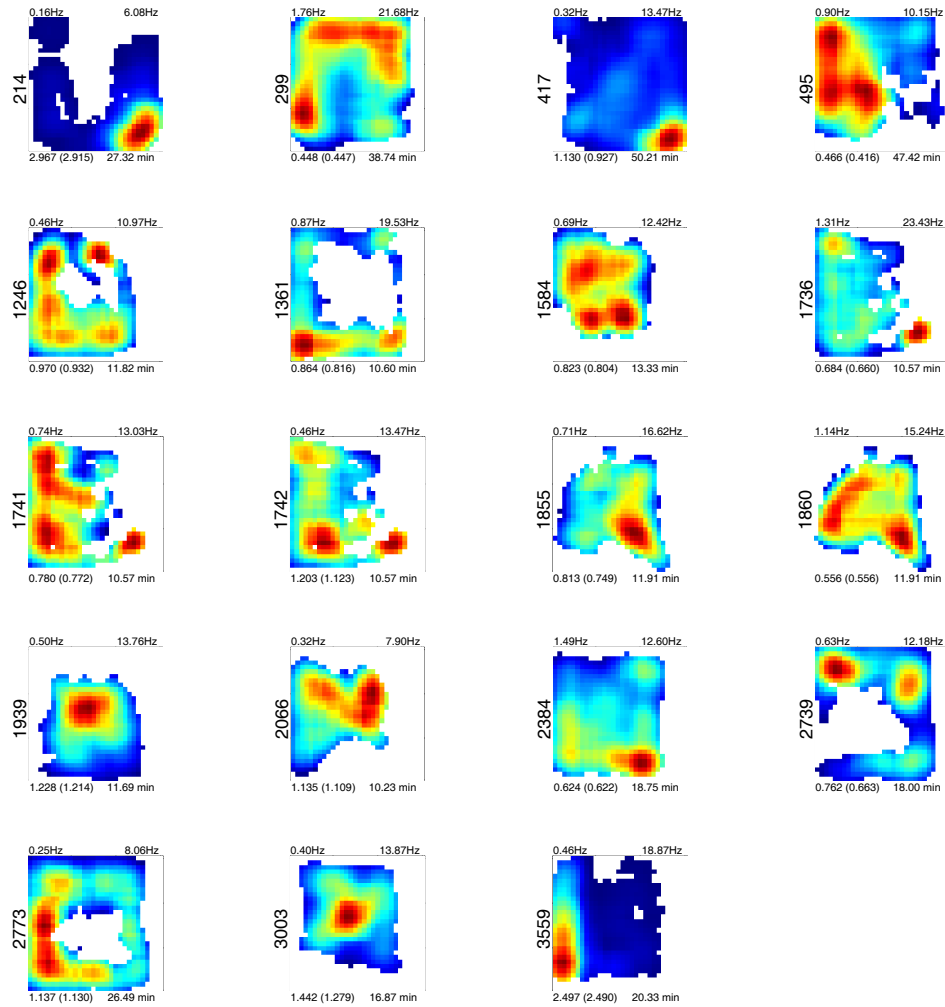 0.16Hz 6.08Hz
214
2.967 (2.915) 27.32 min
1.76Hz 21.68Hz
299
0.448 (0.447) 38.74 min
0.32Hz 13.47Hz
417
1.130 (0.927) 50.21 min
0.90Hz 10.15Hz
495
0.466 (0.416) 47.42 min
0.46Hz 10.97Hz
1246
0.970 (0.932) 11.82 min
0.87Hz 19.53Hz
1361
0.864 (0.816) 10.60 min
0.69Hz 12.42Hz
1584
0.823 (0.804) 13.33 min
1.31Hz 23.43Hz
1736
0.684 (0.660) 10.57 min
0.74Hz 13.03Hz
1741
0.780 (0.772) 10.57 min
0.46Hz 13.47Hz
1742
1.203 (1.123) 10.57 min
0.71Hz 16.62Hz
1855
0.813 (0.749) 11.91 min
1.14Hz 15.24Hz
1860
0.556 (0.556) 11.91 min
0.50Hz 13.76Hz
1939
1.228 (1.214) 11.69 min
0.32Hz 7.90Hz
2066
1.135 (1.109) 10.23 min
1.49Hz 12.60Hz
2384
0.624 (0.622) 18.75 min
0.63Hz 12.18Hz
2739
0.762 (0.663) 18.00 min
0.25Hz 8.06Hz
2773
1.137 (1.130) 26.49 min
0.40Hz 13.87Hz
3003
1.442 (1.279) 16.87 min
0.46Hz 18.87Hz
3559
2.497 (2.490) 20.33 min